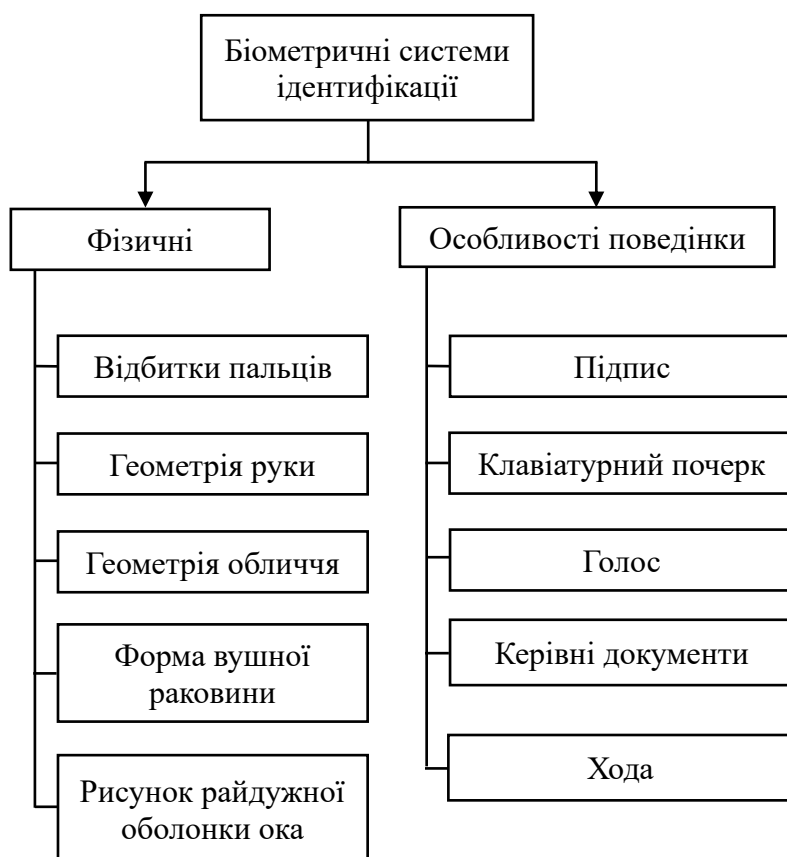 Біометричні системи
ідентифікації
Фізичні
Відбитки пальців
Геометрія руки
Геометрія обличчя
Форма вушної
раковини
Рисунок райдужної
оболонки ока
Особливості поведінки
Підпис
Клавіатурний почерк
Голос
Керівні документи
Хода